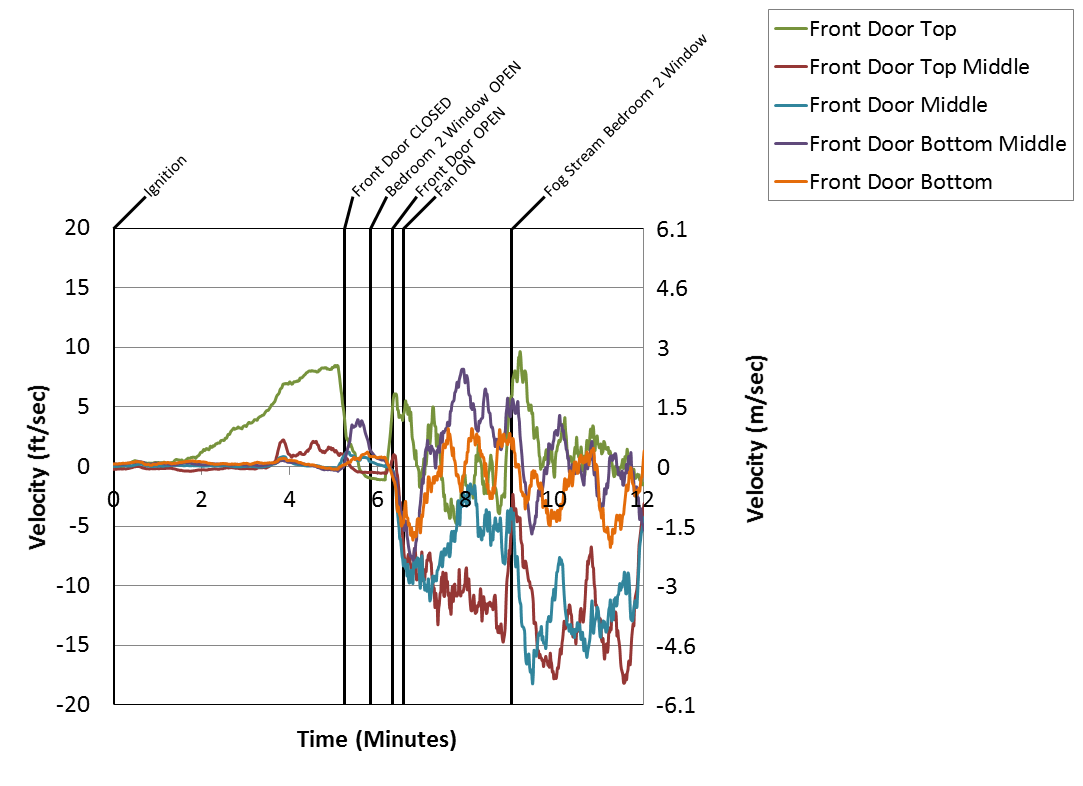 Front Door Top
Front Door Top Middle
Front Door Middle
Front Door Bottom Middle
Front Door Bottom
Ignition
Front Door CLOSED
Bedroom 2 Window OPEN
Front Door OPEN
Fan ON
Fog Stream Bedroom 2 Window
Velocity (ft/sec)
20
15
10
5
0
-5
-10
-15
-20
0 2 4 6 8 10 12
6.1
4.6
3
1.5
0
-1.5
-3
-4.6
-6.1
Velocity (m/sec)
Time (Minutes)